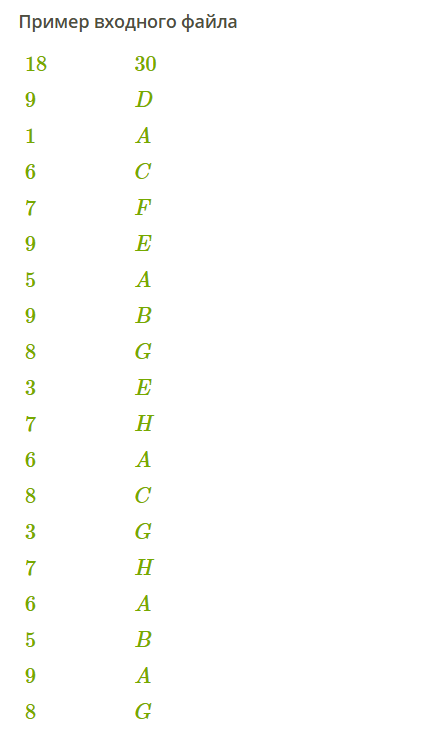 Пример входного файла
18 30
9 D
1 A
6 C
7 F
9 E
5 A
9 B
8 G
3 E
7 H
6 A
8 C
3 G
7 H
6 A
5 B
9 A
8 G